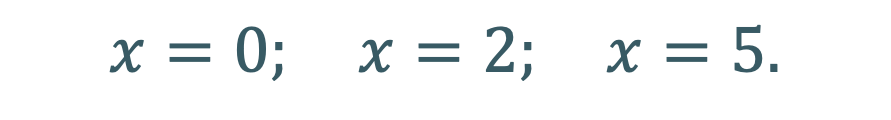 x = 0; x = 2; x = 5.